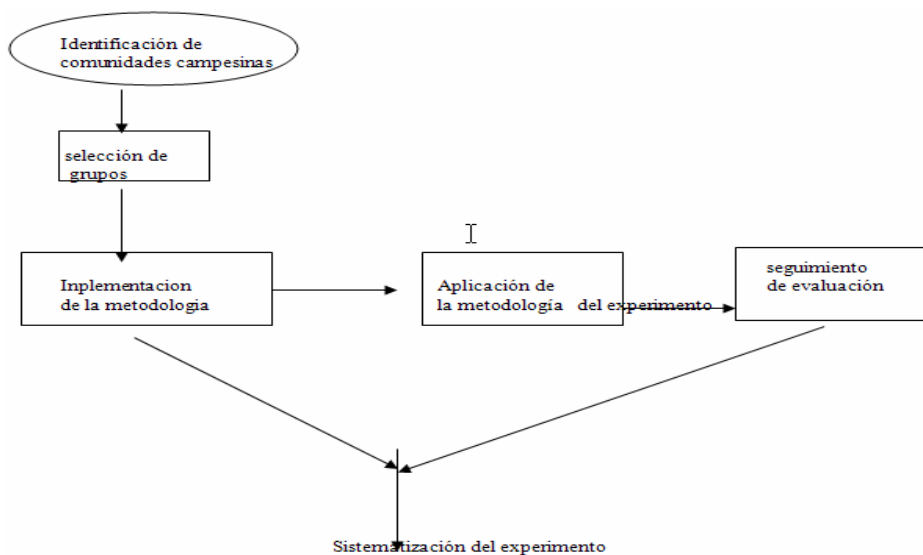 Identificación de
comunidades campesinas
selección de
grupos
Inplementacion
de la metodologia
Aplicación de
la metodología   del experimento
seguimiento
de evaluación
Sistematización del experimento